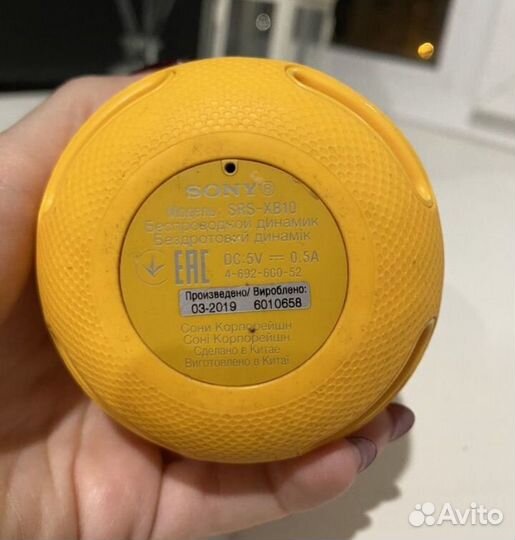 SONY®
Модель: SRS-XB10
Беспроводной динамик
Бездротовий динамік
EAC DC 5V ⎓ 0.5A
4-692-600-52
Произведено/ Вироблено:
03-2019 6010658
Сони Корпорейшн
Соні Корпорейшн
Сделано в Китае
Виготовлено в Китаї
Avito